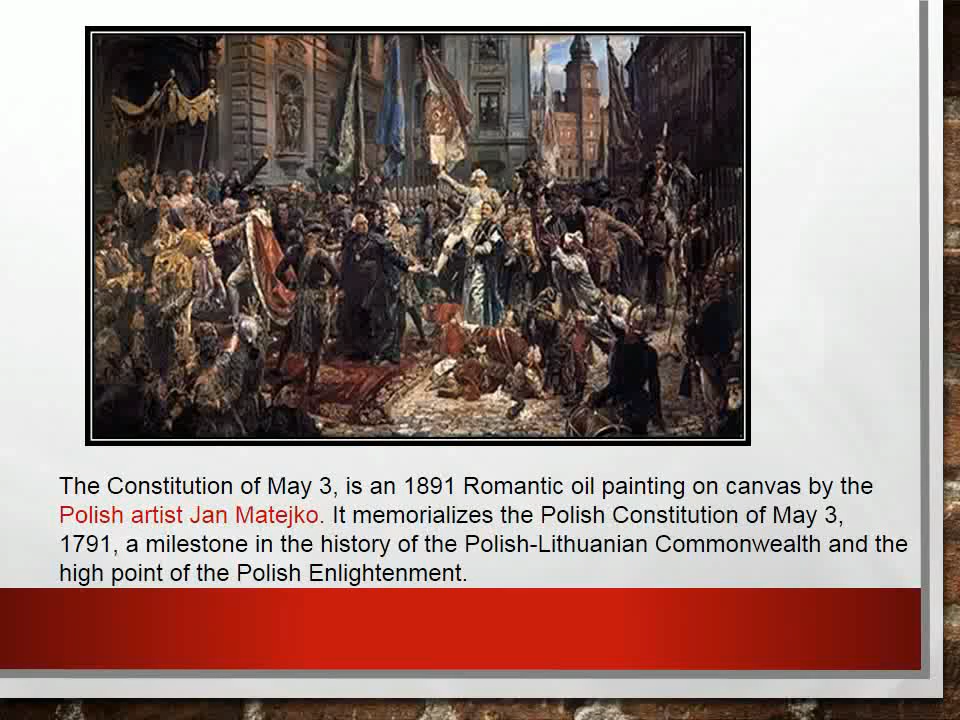 The Constitution of May 3, is an 1891 Romantic oil painting on canvas by the
Polish artist Jan Matejko. It memorializes the Polish Constitution of May 3,
1791, a milestone in the history of the Polish-Lithuanian Commonwealth and the
high point of the Polish Enlightenment.